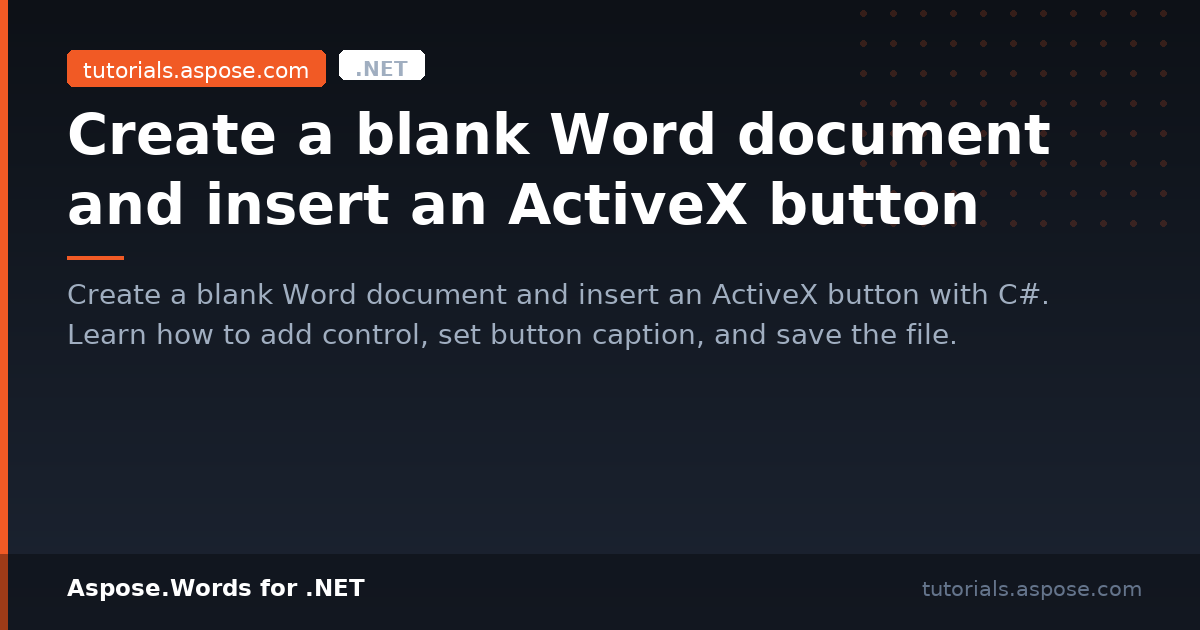 tutorials.aspose.com .NET
Create a blank Word document
and insert an ActiveX button
Create a blank Word document and insert an ActiveX button with C#.
Learn how to add control, set button caption, and save the file.
Aspose.Words for .NET
tutorials.aspose.com